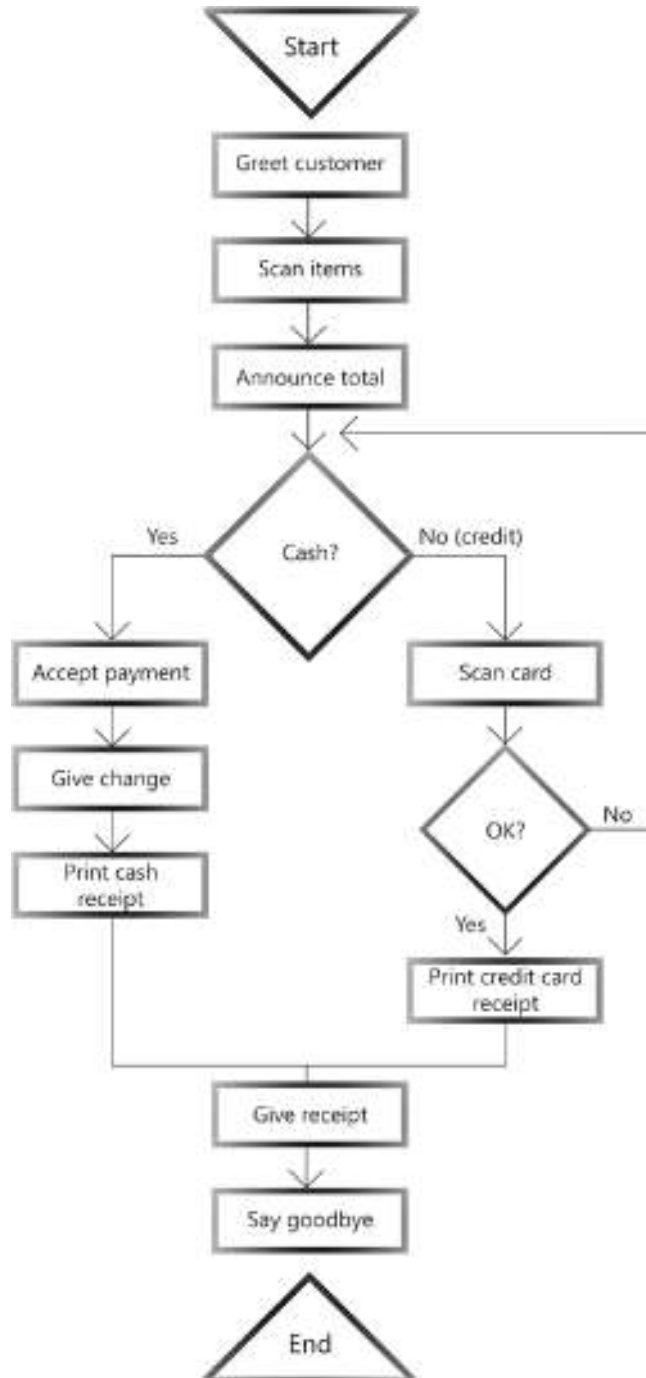 Start
Greet customer
Scan items
Announce total
Yes
No (credit)
Cash?
Accept payment
Scan card
Give change
OK?
No
Print cash
receipt
Yes
Print credit card
receipt
Give receipt
Say goodbye
End